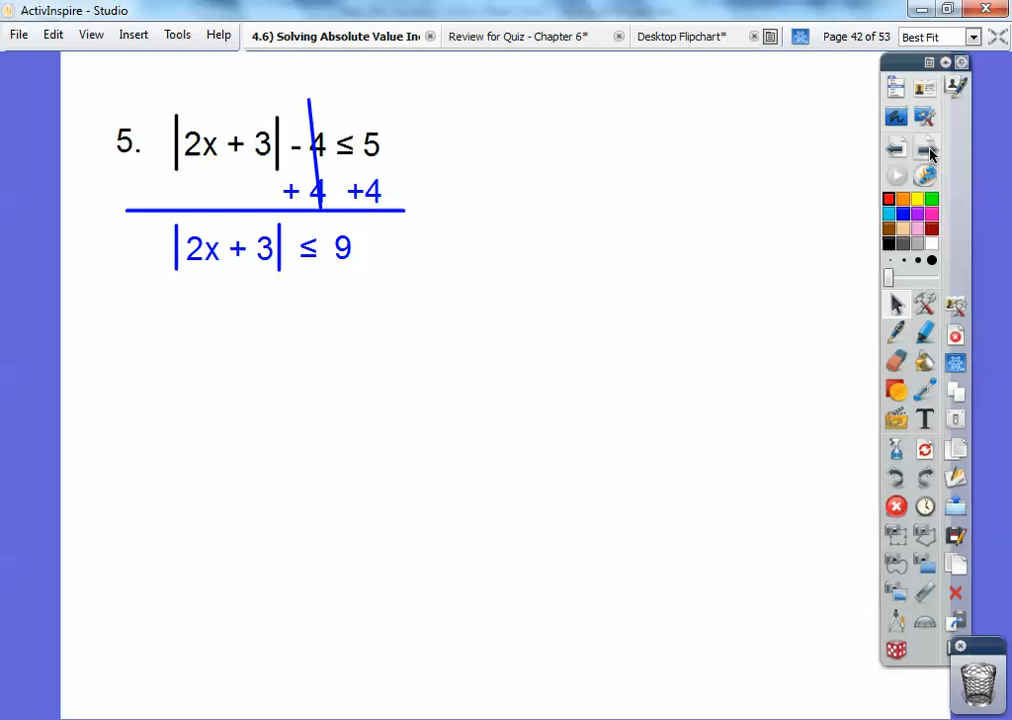 ActivInspire - Studio
File Edit View Insert Tools Help
4.6) Solving Absolute Value Ine
Review for Quiz - Chapter 6*
Desktop Flipchart*
Page 42 of 53
Best Fit
5. |2x + 3| - 4 ≤ 5
+ 4 +4
|2x + 3| ≤ 9
T